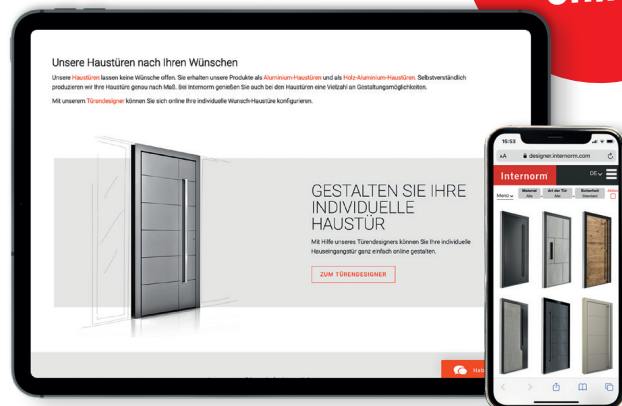 Unsere Haustüren nach Ihren Wünschen
Unsere Haustüren lassen keine Wünsche offen. Sie erhalten unsere Produkte als Aluminium-Haustüren und als Holz-Aluminium-Haustüren. Selbstverständlich
produzieren wir Ihre Haustüre genau nach Maß. Bei Internorm genießen Sie auch bei den Haustüren eine Vielzahl an Gestaltungsmöglichkeiten.
Mit unserem Türendesigner können Sie sich online Ihre individuelle Wunsch-Haustüre konfigurieren.
GESTALTEN SIE IHRE
INDIVIDUELLE
HAUSTÜR
Mit Hilfe unseres Türendesigners können Sie Ihre individuelle
Hauseingangstür ganz einfach online gestalten.
ZUM TÜRENDESIGNER
15:53
AA designer.internorm.com
Internorm DE
Menü Material Art der Tür Sicherheit
Alle Alle Standard